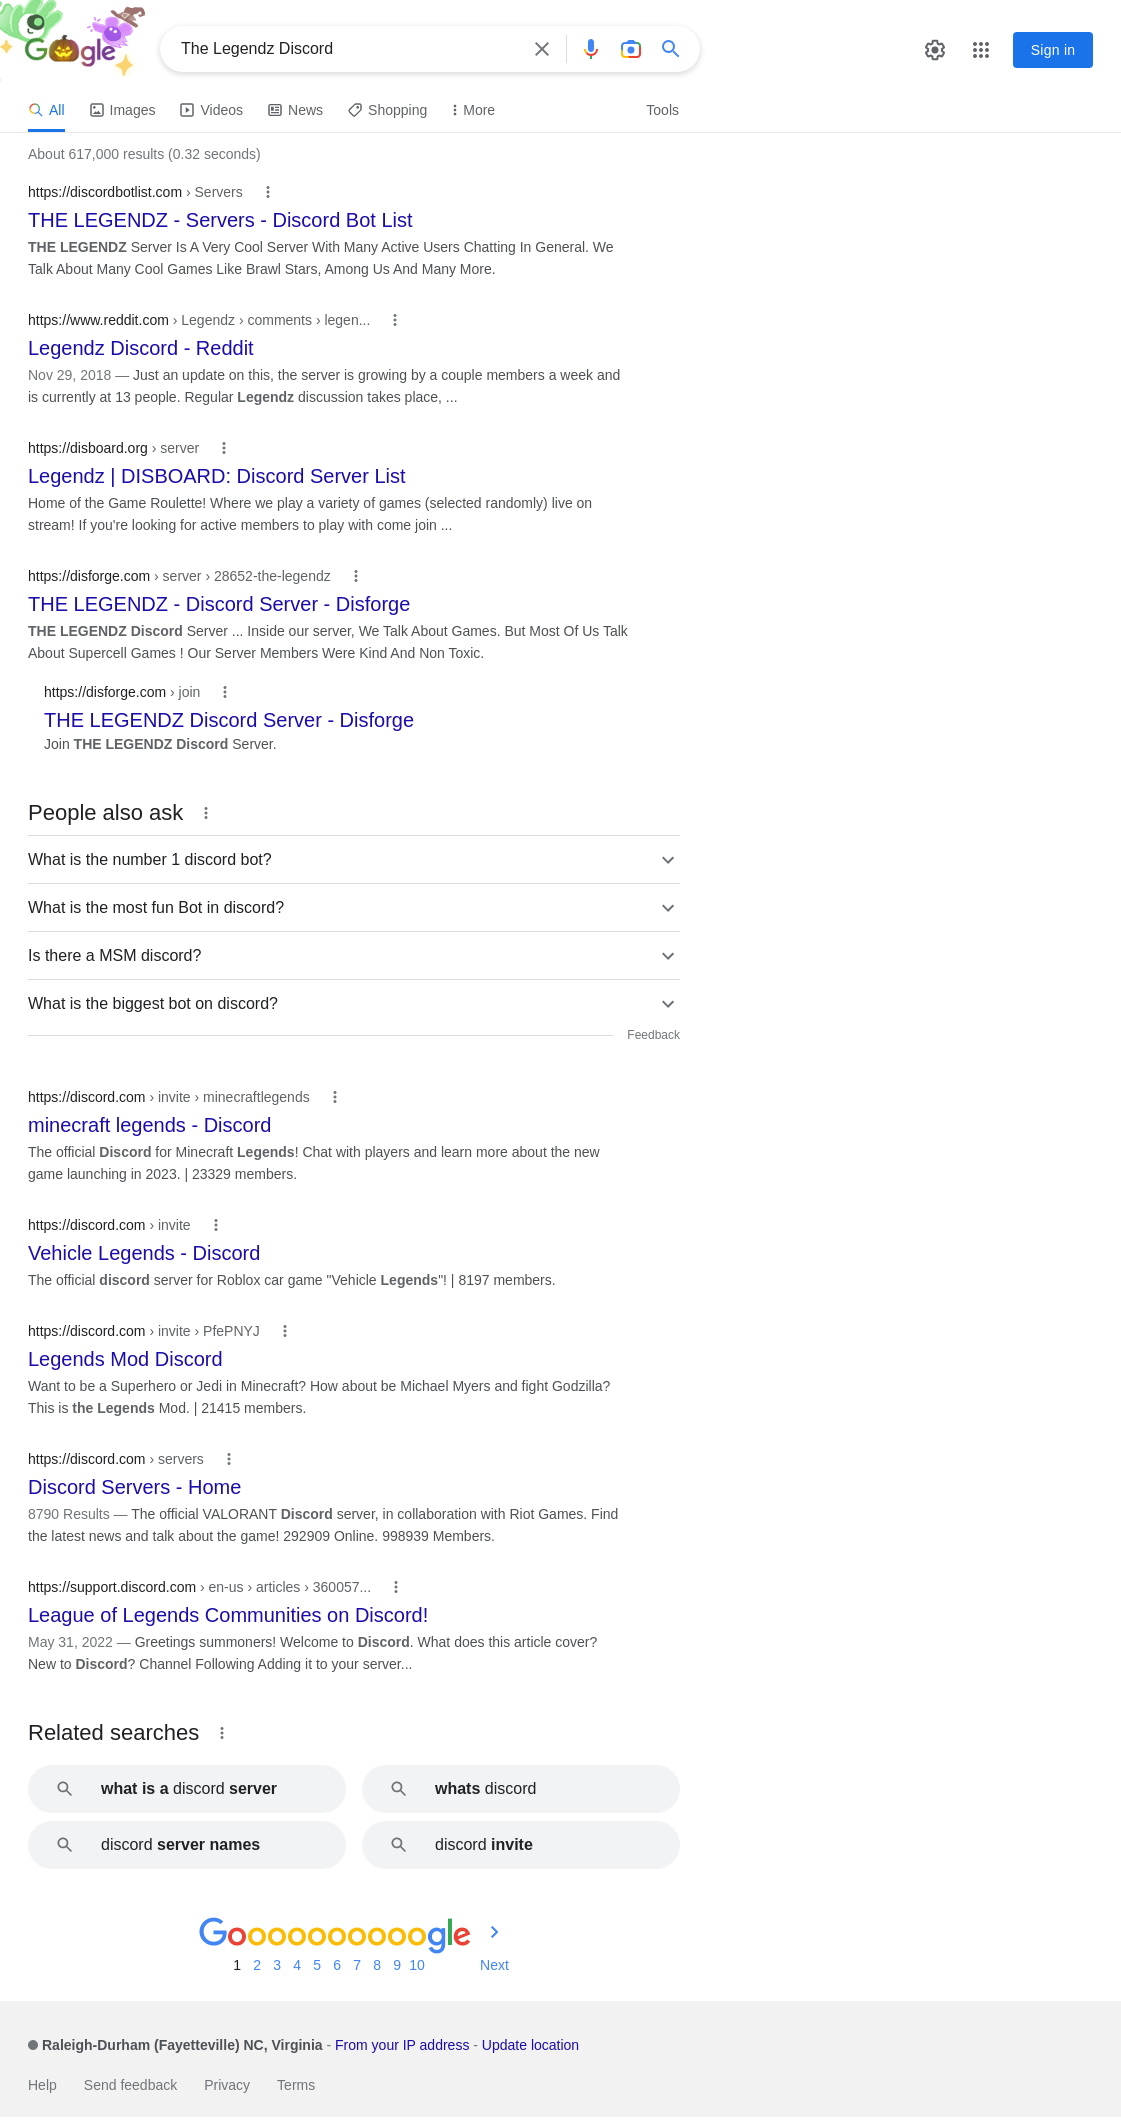 Google
The Legendz Discord
Sign in
All
Images
Videos
News
Shopping
More
Tools
About 617,000 results (0.32 seconds)
https://discordbotlist.com › Servers
THE LEGENDZ - Servers - Discord Bot List
THE LEGENDZ Server Is A Very Cool Server With Many Active Users Chatting In General. We
Talk About Many Cool Games Like Brawl Stars, Among Us And Many More.
https://www.reddit.com › Legendz › comments › legen...
Legendz Discord - Reddit
Nov 29, 2018 — Just an update on this, the server is growing by a couple members a week and
is currently at 13 people. Regular Legendz discussion takes place, ...
https://disboard.org › server
Legendz | DISBOARD: Discord Server List
Home of the Game Roulette! Where we play a variety of games (selected randomly) live on
stream! If you're looking for active members to play with come join ...
https://disforge.com › server › 28652-the-legendz
THE LEGENDZ - Discord Server - Disforge
THE LEGENDZ Discord Server ... Inside our server, We Talk About Games. But Most Of Us Talk
About Supercell Games ! Our Server Members Were Kind And Non Toxic.
https://disforge.com › join
THE LEGENDZ Discord Server - Disforge
Join THE LEGENDZ Discord Server.
People also ask
What is the number 1 discord bot?
What is the most fun Bot in discord?
Is there a MSM discord?
What is the biggest bot on discord?
Feedback
https://discord.com › invite › minecraftlegends
minecraft legends - Discord
The official Discord for Minecraft Legends! Chat with players and learn more about the new
game launching in 2023. | 23329 members.
https://discord.com › invite
Vehicle Legends - Discord
The official discord server for Roblox car game "Vehicle Legends"! | 8197 members.
https://discord.com › invite › PfePNYJ
Legends Mod Discord
Want to be a Superhero or Jedi in Minecraft? How about be Michael Myers and fight Godzilla?
This is the Legends Mod. | 21415 members.
https://discord.com › servers
Discord Servers - Home
8790 Results — The official VALORANT Discord server, in collaboration with Riot Games. Find
the latest news and talk about the game! 292909 Online. 998939 Members.
https://support.discord.com › en-us › articles › 360057...
League of Legends Communities on Discord!
May 31, 2022 — Greetings summoners! Welcome to Discord. What does this article cover?
New to Discord? Channel Following Adding it to your server...
Related searches
what is a discord server
whats discord
discord server names
discord invite
Goooooooooogle
1 2 3 4 5 6 7 8 9 10 Next
Raleigh-Durham (Fayetteville) NC, Virginia - From your IP address - Update location
Help Send feedback Privacy Terms